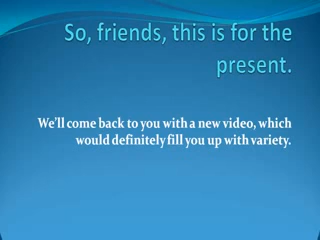 So, friends, this is for the
present.
We'll come back to you with a new video, which
would definitely fill you up with variety.